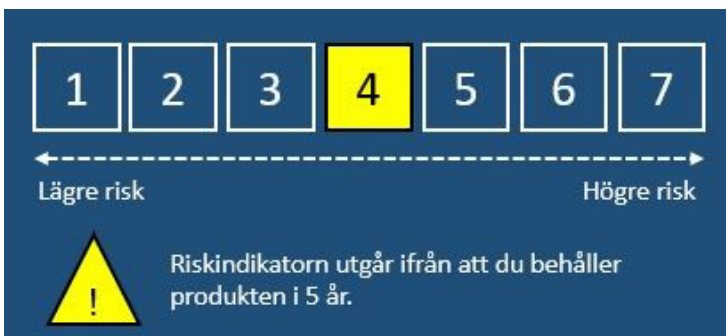 1 2 3 4 5 6 7
Lägre risk Högre risk
! Riskindikatorn utgår ifrån att du behåller
produkten i 5 år.